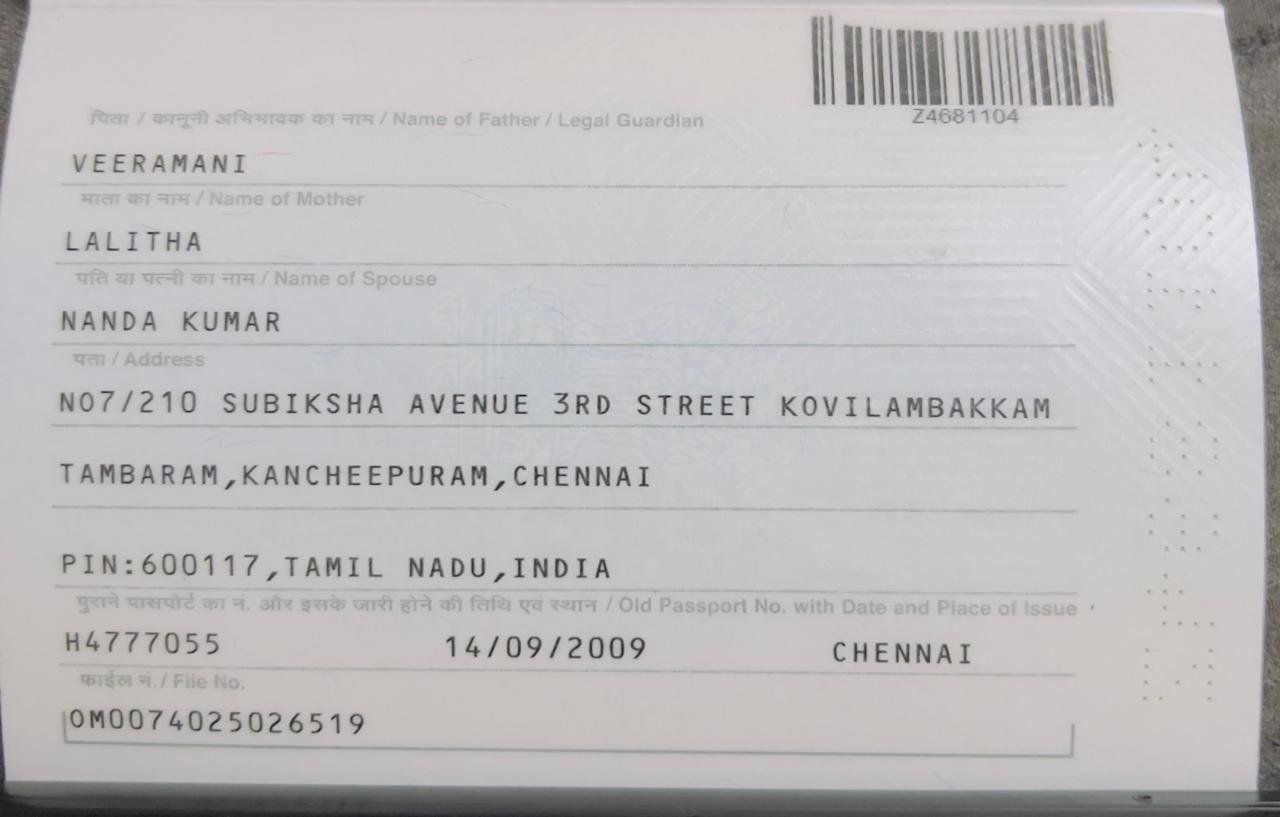 Z4681104
पिता / कानूनी अभिभावक का नाम / Name of Father / Legal Guardian
VEERAMANI
माता का नाम / Name of Mother
LALITHA
पति या पत्नी का नाम / Name of Spouse
NANDA KUMAR
पता / Address
NO7/210 SUBIKSHA AVENUE 3RD STREET KOVILAMBAKKAM
TAMBARAM,KANCHEEPURAM,CHENNAI
PIN:600117,TAMIL NADU,INDIA
पुराने पासपोर्ट का नं. और इसके जारी होने की तिथि एवं स्थान / Old Passport No. with Date and Place of Issue
H4777055 14/09/2009 CHENNAI
फाईल नं./ File No.
OM0074025026519